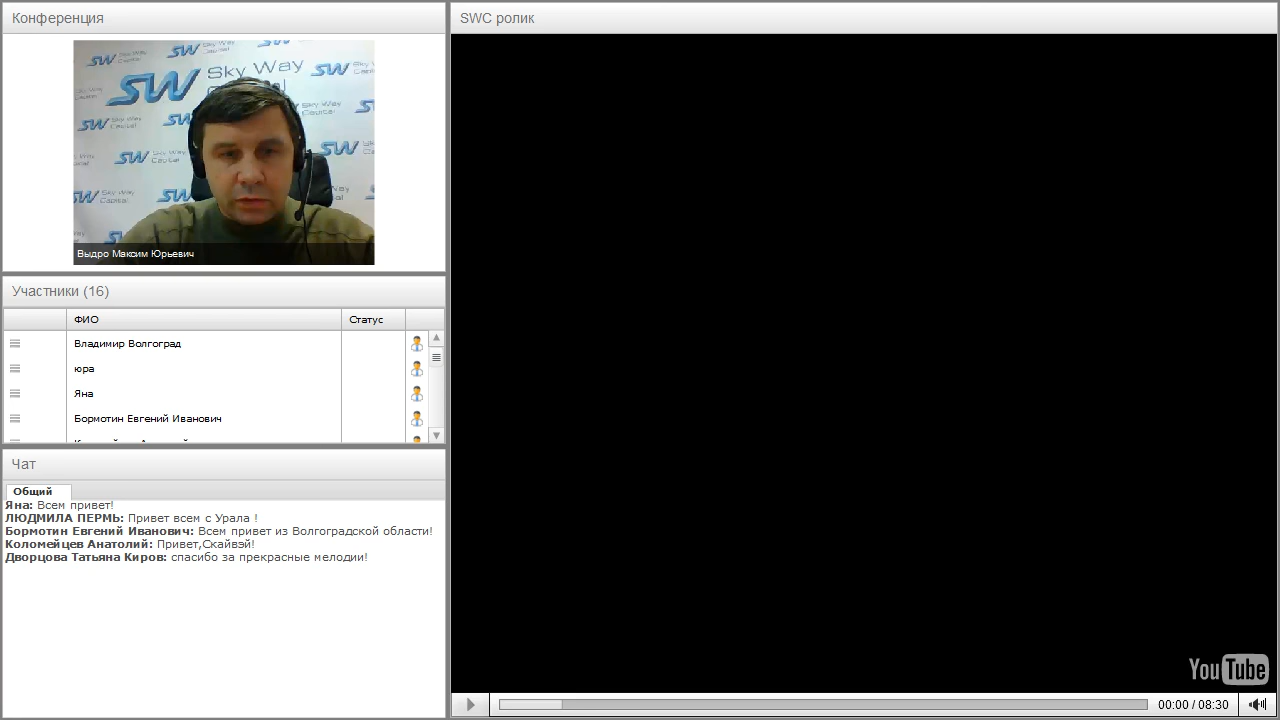 Конференция
SW
Sky Way
Выдро Максим Юрьевич
Участники (16)
ФИО
Статус
Владимир Волгоград
юра
Яна
Бормотин Евгений Иванович
Чат
Общий
Яна: Всем привет!
ЛЮДМИЛА ПЕРМЬ: Привет всем с Урала !
Бормотин Евгений Иванович: Всем привет из Волгоградской области!
Коломейцев Анатолий: Привет,Скайвэй!
Дворцова Татьяна Киров: спасибо за прекрасные мелодии!
SWC ролик
YouTube
00:00 / 08:30